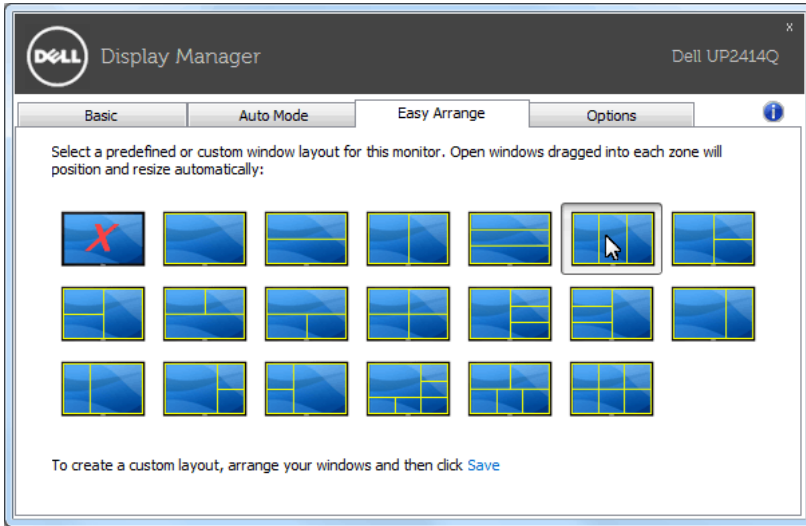 x
DELL Display Manager Dell UP2414Q
Basic Auto Mode Easy Arrange Options i
Select a predefined or custom window layout for this monitor. Open windows dragged into each zone will
position and resize automatically:
To create a custom layout, arrange your windows and then click Save